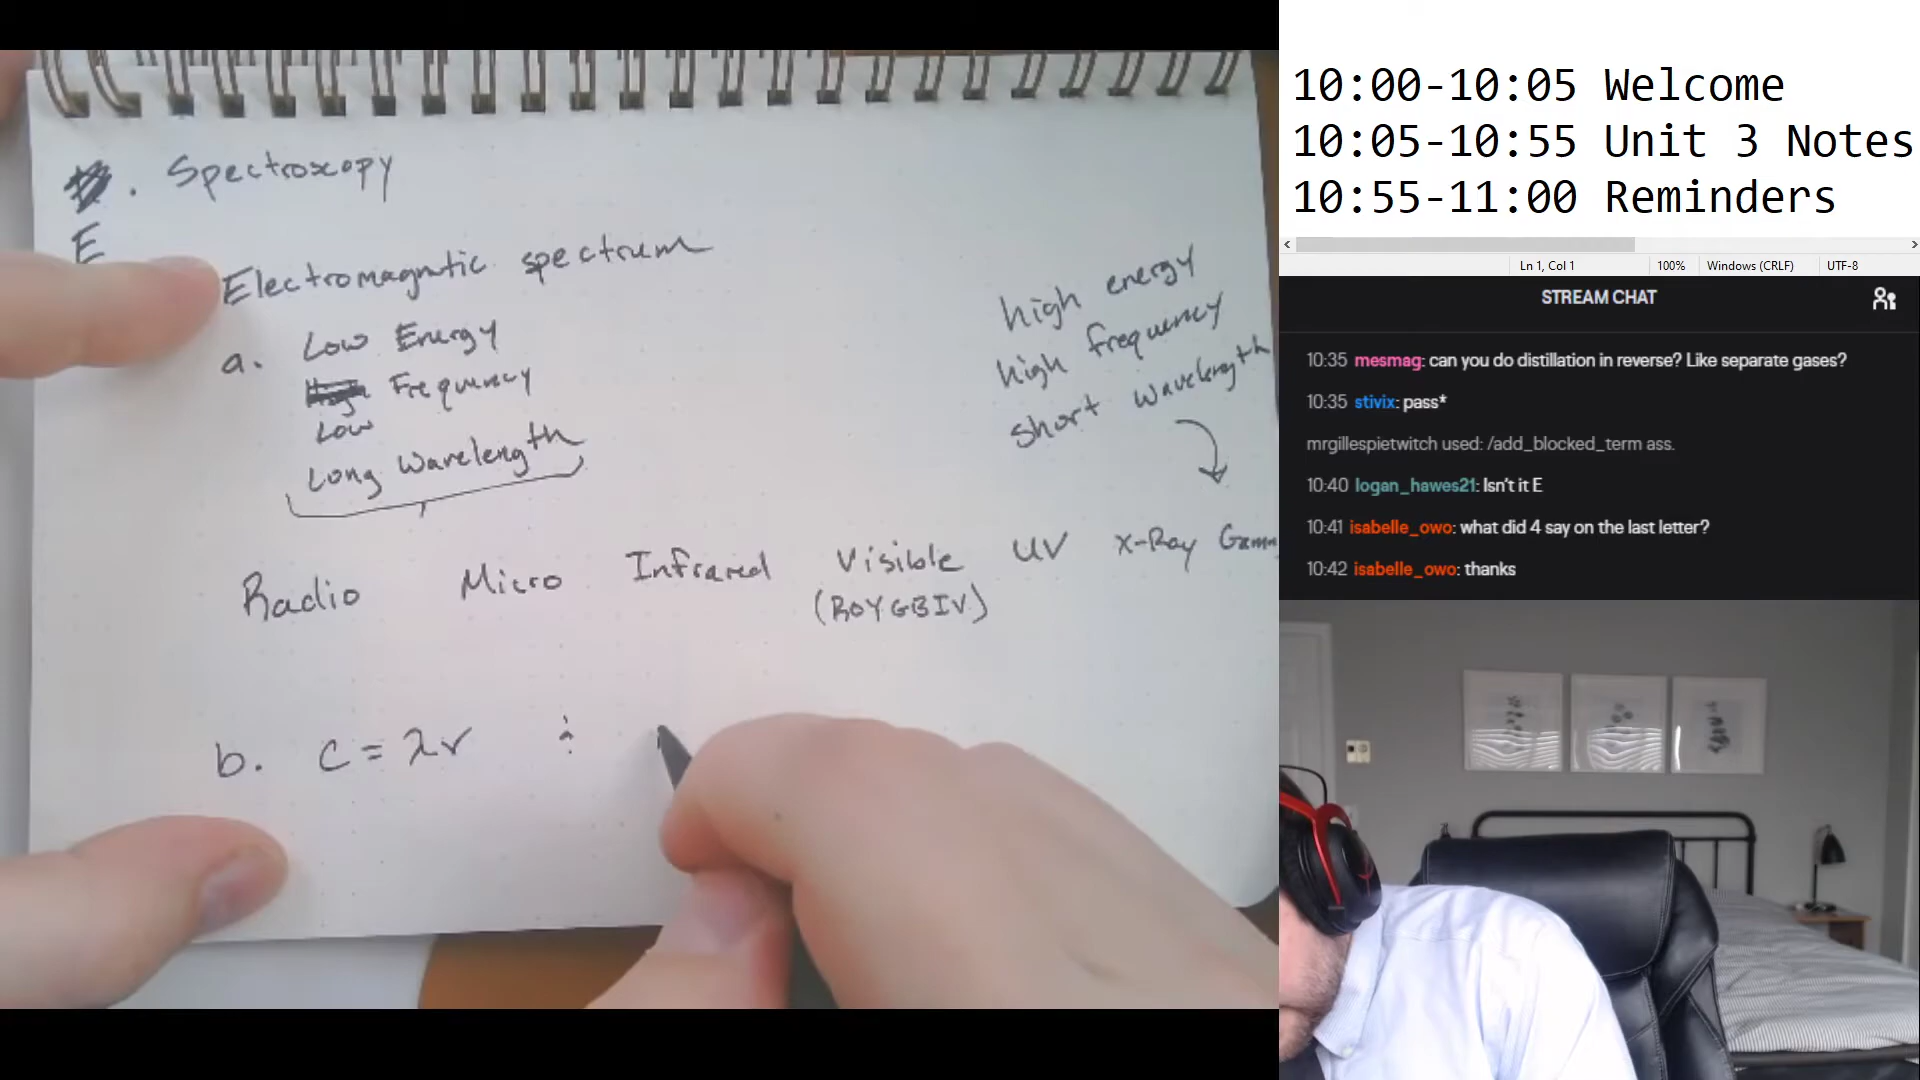 . Spectroscopy
E
Electromagnetic spectrum
a. Low Energy
Frequency
Low
Long Wavelength
high energy
high frequency
short wavelength
Radio Micro Infrared Visible UV X-Ray
(ROYGBIV)
b. c = λν
10:00-10:05 Welcome
10:05-10:55 Unit 3 Notes
10:55-11:00 Reminders
Ln 1, Col 1 100% Windows (CRLF) UTF-8
STREAM CHAT
10:35 mesmag: can you do distillation in reverse? Like separate gases?
10:35 stivix: pass*
mrgillespietwitch used: /add_blocked_term ass.
10:40 logan_hawes21: Isn't it E
10:41 isabelle_owo: what did 4 say on the last letter?
10:42 isabelle_owo: thanks